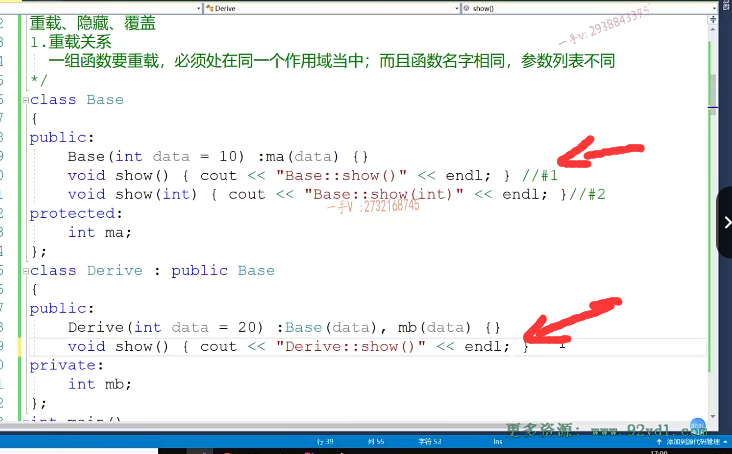 Derive
show()
一手v: 2938843375
重载、隐藏、覆盖
1.重载关系
一组函数要重载，必须处在同一个作用域当中；而且函数名字相同，参数列表不同
*/
class Base
{
public:
Base(int data = 10) :ma(data) {}
void show() { cout << "Base::show()" << endl; } //#1
void show(int) { cout << "Base::show(int)" << endl; }//#2
一手V :2732168745
protected:
int ma;
};
class Derive : public Base
{
public:
Derive(int data = 20) :Base(data), mb(data) {}
void show() { cout << "Derive::show()" << endl; }
private:
int mb;
};
int main()
更多资源：www.92ydl.com
行 39
列 55
字符 53
Ins
添加到源代码管理
17:00